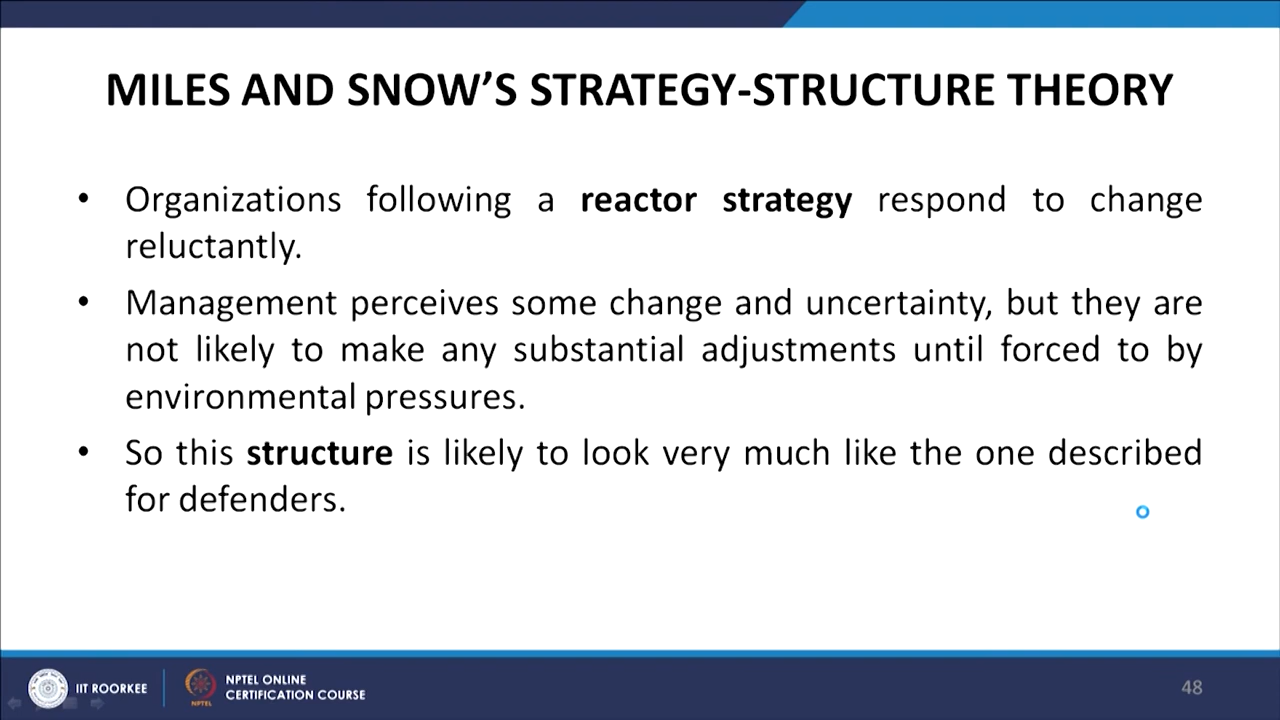 MILES AND SNOW’S STRATEGY-STRUCTURE THEORY
• Organizations following a reactor strategy respond to change
reluctantly.
• Management perceives some change and uncertainty, but they are
not likely to make any substantial adjustments until forced to by
environmental pressures.
• So this structure is likely to look very much like the one described
for defenders.
IIT ROORKEE
NPTEL
NPTEL ONLINE
CERTIFICATION COURSE
48